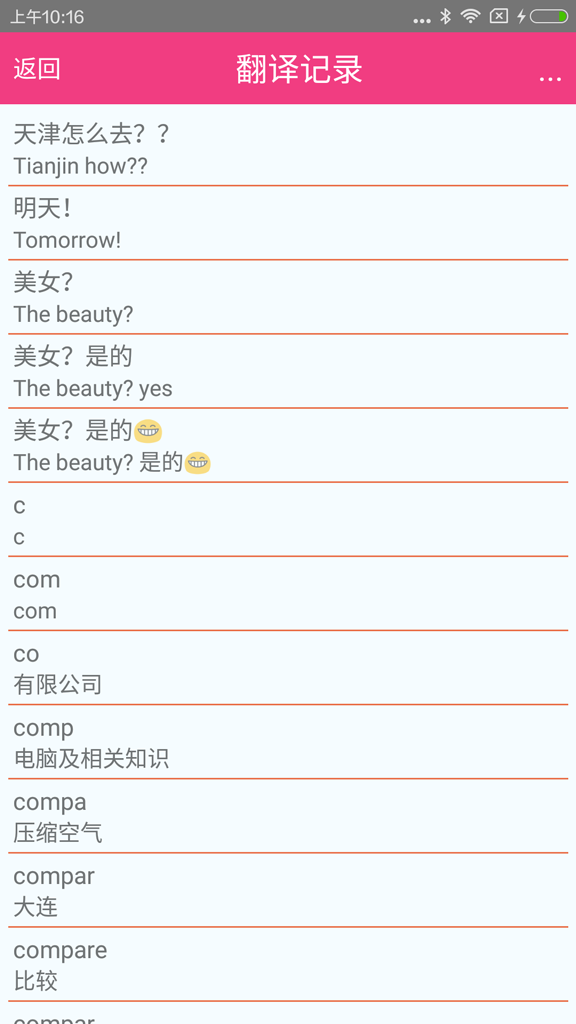 上午10:16
返回
翻译记录
...
天津怎么去？？
Tianjin how??
明天！
Tomorrow!
美女？
The beauty?
美女？是的
The beauty? yes
美女？是的😁
The beauty? 是的😁
c
c
com
com
co
有限公司
comp
电脑及相关知识
compa
压缩空气
compar
大连
compare
比较
compar